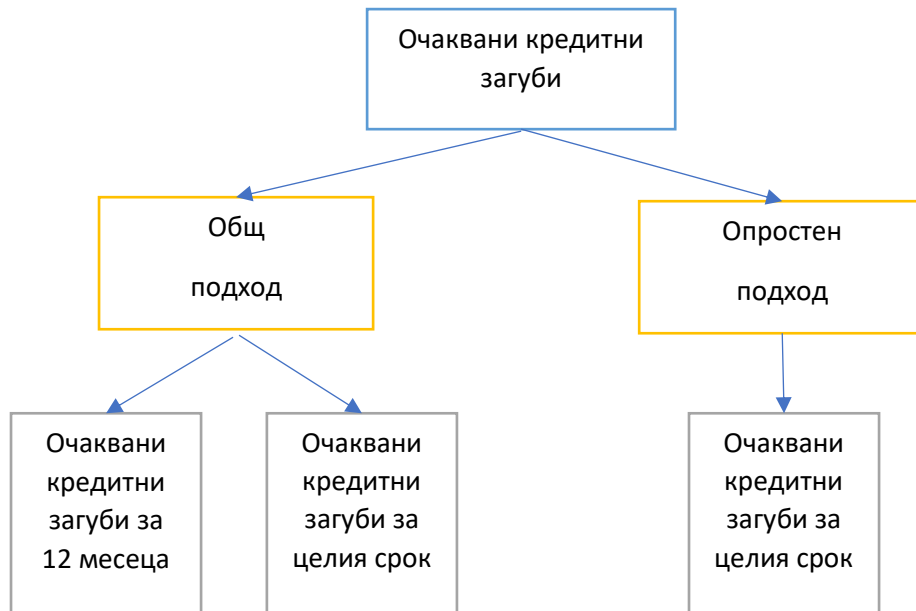 Очаквани кредитни
загуби
Общ
подход
Опростен
подход
Очаквани
кредитни
загуби за
12 месеца
Очаквани
кредитни
загуби за
целия срок
Очаквани
кредитни
загуби за
целия срок